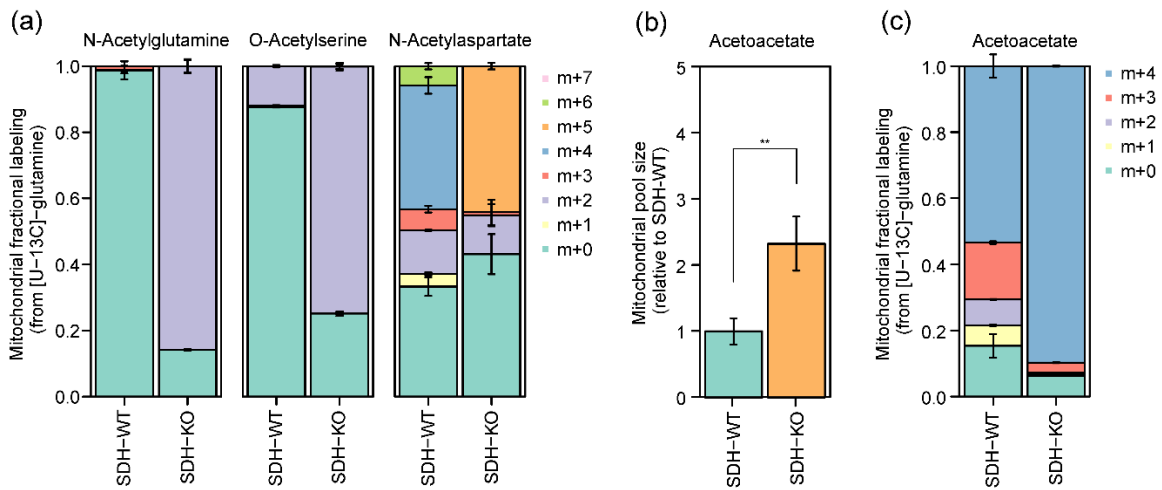 (a)
N-Acetylglutamine
O-Acetylserine
N-Acetylaspartate
Mitochondrial fractional labeling
(from [U−13C]−glutamine)
1.0
0.8
0.6
0.4
0.2
0.0
SDH−WT
SDH−KO
SDH−WT
SDH−KO
SDH−WT
SDH−KO
m+7
m+6
m+5
m+4
m+3
m+2
m+1
m+0
(b)
Acetoacetate
Mitochondrial pool size
(relative to SDH-WT)
5
4
3
2
1
0
**
SDH−WT
SDH−KO
(c)
Acetoacetate
Mitochondrial fractional labeling
(from [U−13C]−glutamine)
1.0
0.8
0.6
0.4
0.2
0.0
SDH−WT
SDH−KO
m+4
m+3
m+2
m+1
m+0